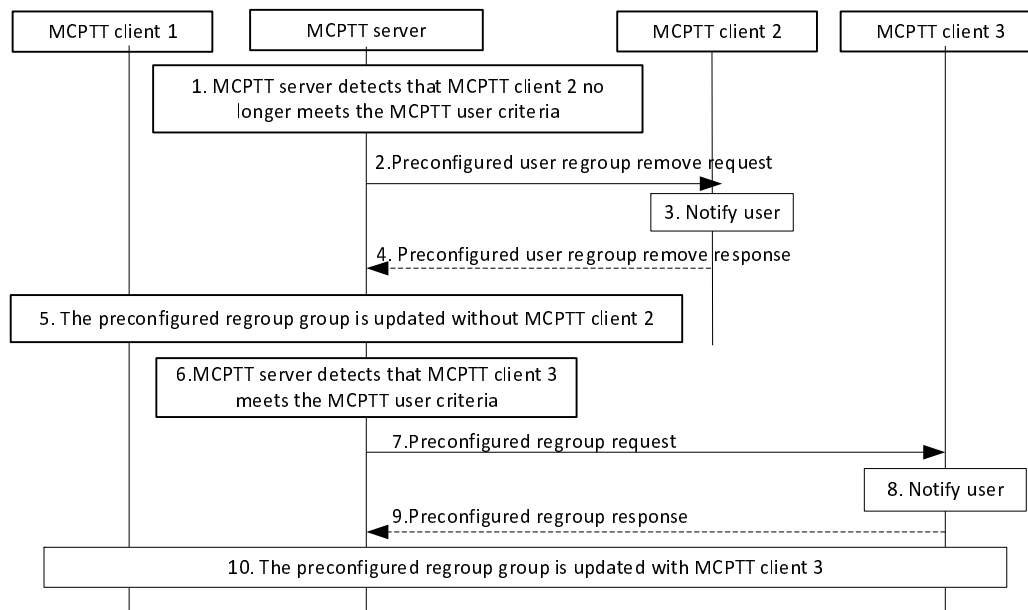 MCPTT client 1
MCPTT server
MCPTT client 2
MCPTT client 3
1. MCPTT server detects that MCPTT client 2 no
longer meets the MCPTT user criteria
2.Preconfigured user regroup remove request
3. Notify user
4. Preconfigured user regroup remove response
5. The preconfigured regroup group is updated without MCPTT client 2
6.MCPTT server detects that MCPTT client 3
meets the MCPTT user criteria
7.Preconfigured regroup request
8. Notify user
9.Preconfigured regroup response
10. The preconfigured regroup group is updated with MCPTT client 3